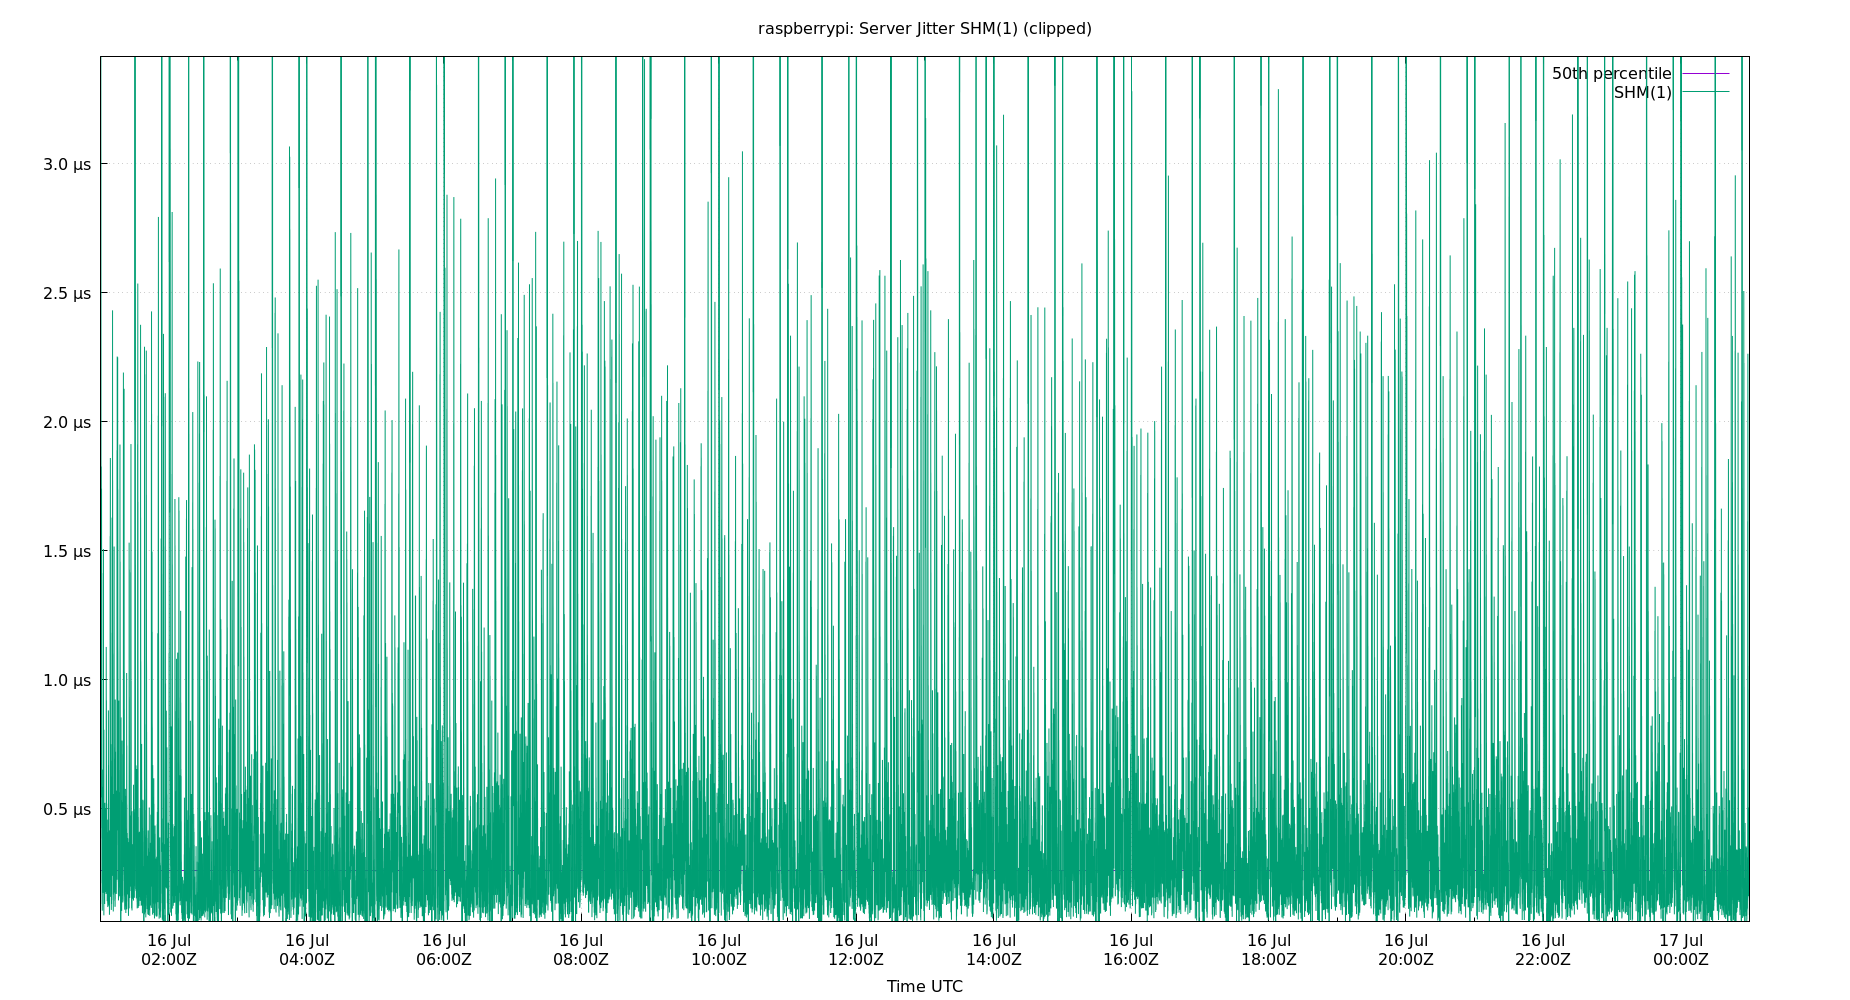 raspberrypi: Server Jitter SHM(1) (clipped)
50th percentile
SHM(1)
3.0 µs
2.5 µs
2.0 µs
1.5 µs
1.0 µs
0.5 µs
16 Jul 16 Jul 16 Jul 16 Jul 16 Jul 16 Jul 16 Jul 16 Jul 16 Jul 16 Jul 16 Jul 17 Jul
02:00Z 04:00Z 06:00Z 08:00Z 10:00Z 12:00Z 14:00Z 16:00Z 18:00Z 20:00Z 22:00Z 00:00Z
Time UTC